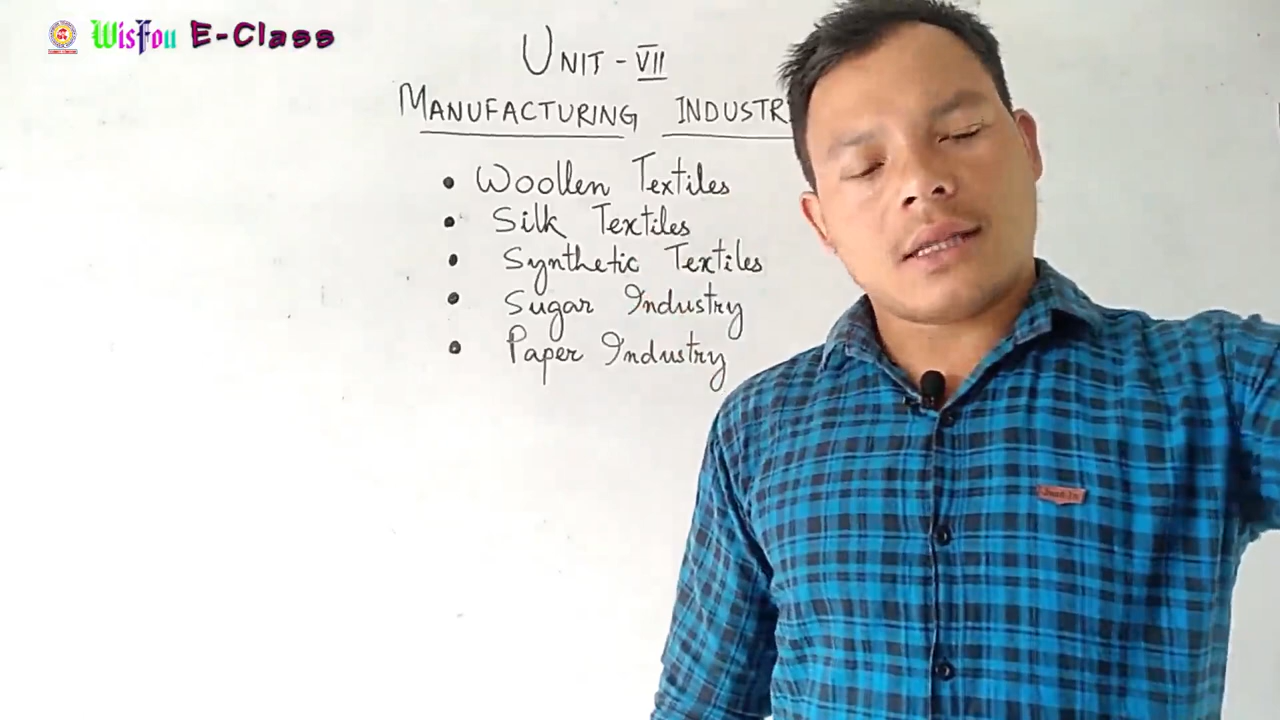 WisFou E-Class
UNIT - VII
MANUFACTURING INDUSTR
• Woollen Textiles
• Silk Textiles
• Synthetic Textiles
• Sugar Industry
• Paper Industry